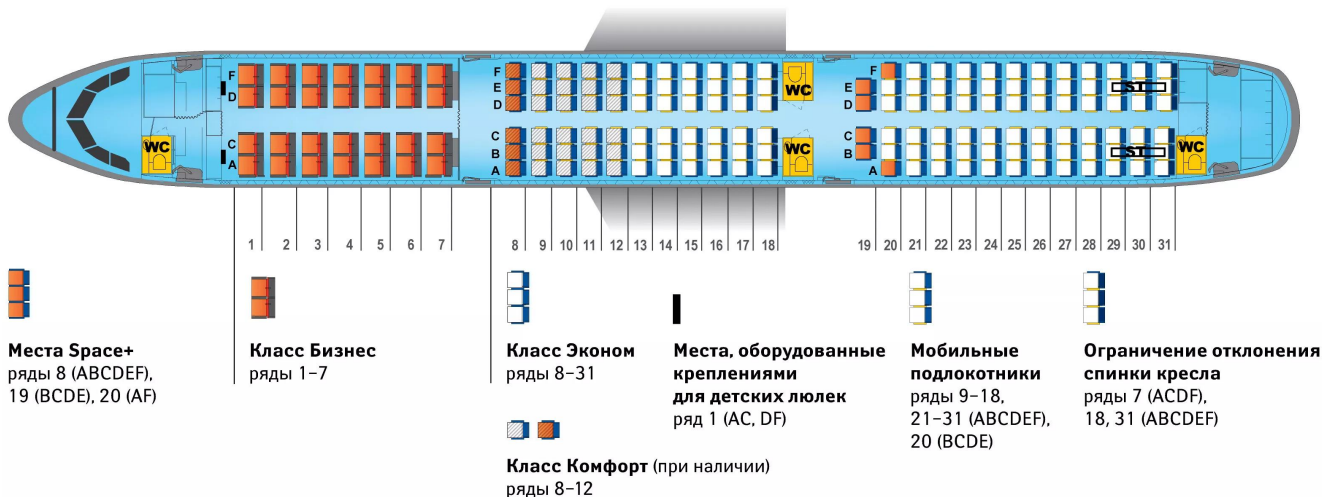 WC
F
D
C
A
F
E
D
C
B
A
WC
WC
F
E
D
C
B
A
ST
ST
WC
1 2 3 4 5 6 7 8 9 10 11 12 13 14 15 16 17 18 19 20 21 22 23 24 25 26 27 28 29 30 31
Места Space+
ряды 8 (ABCDEF),
19 (BCDE), 20 (AF)
Класс Бизнес
ряды 1–7
Класс Эконом
ряды 8–31
Класс Комфорт (при наличии)
ряды 8–12
Места, оборудованные
креплениями
для детских люлек
ряд 1 (AC, DF)
Мобильные
подлокотники
ряды 9–18,
21–31 (ABCDEF),
20 (BCDE)
Ограничение отклонения
спинки кресла
ряды 7 (ACDF),
18, 31 (ABCDEF)